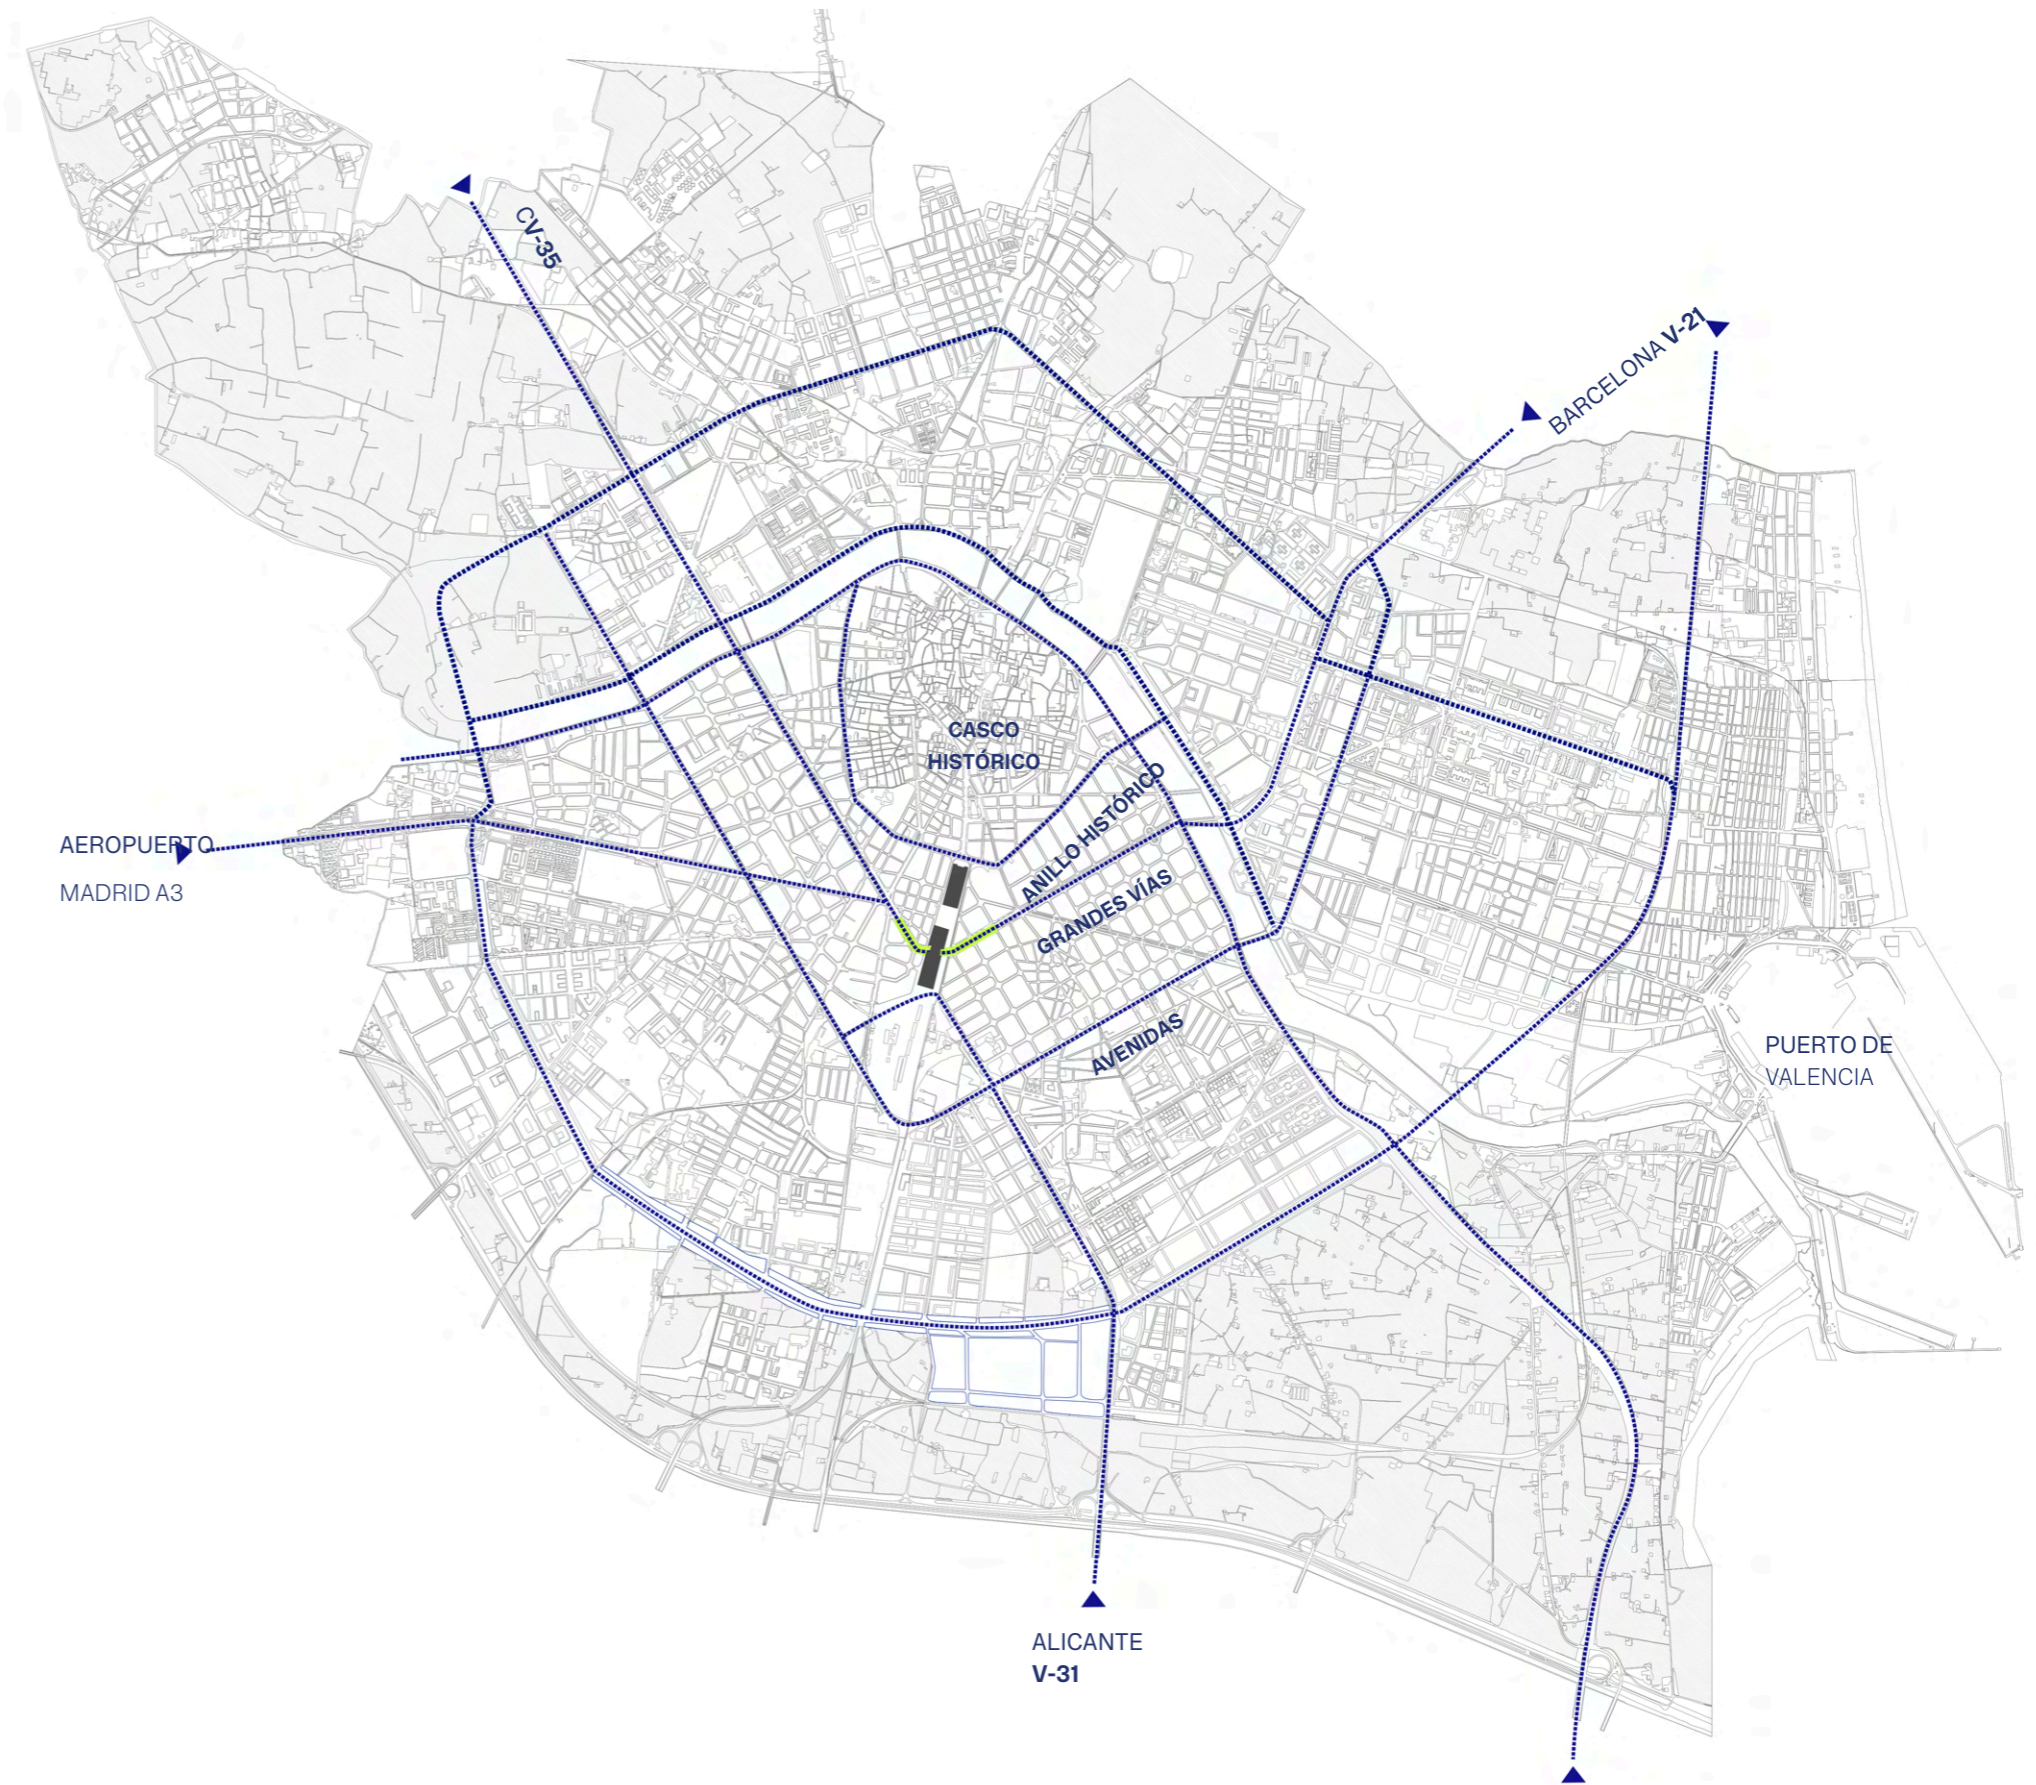 CV-35
BARCELONA V-21
CASCO
HISTÓRICO
ANILLO HISTÓRICO
AEROPUERTO
MADRID A3
GRANDES VÍAS
AVENIDAS
PUERTO DE
VALENCIA
ALICANTE
V-31